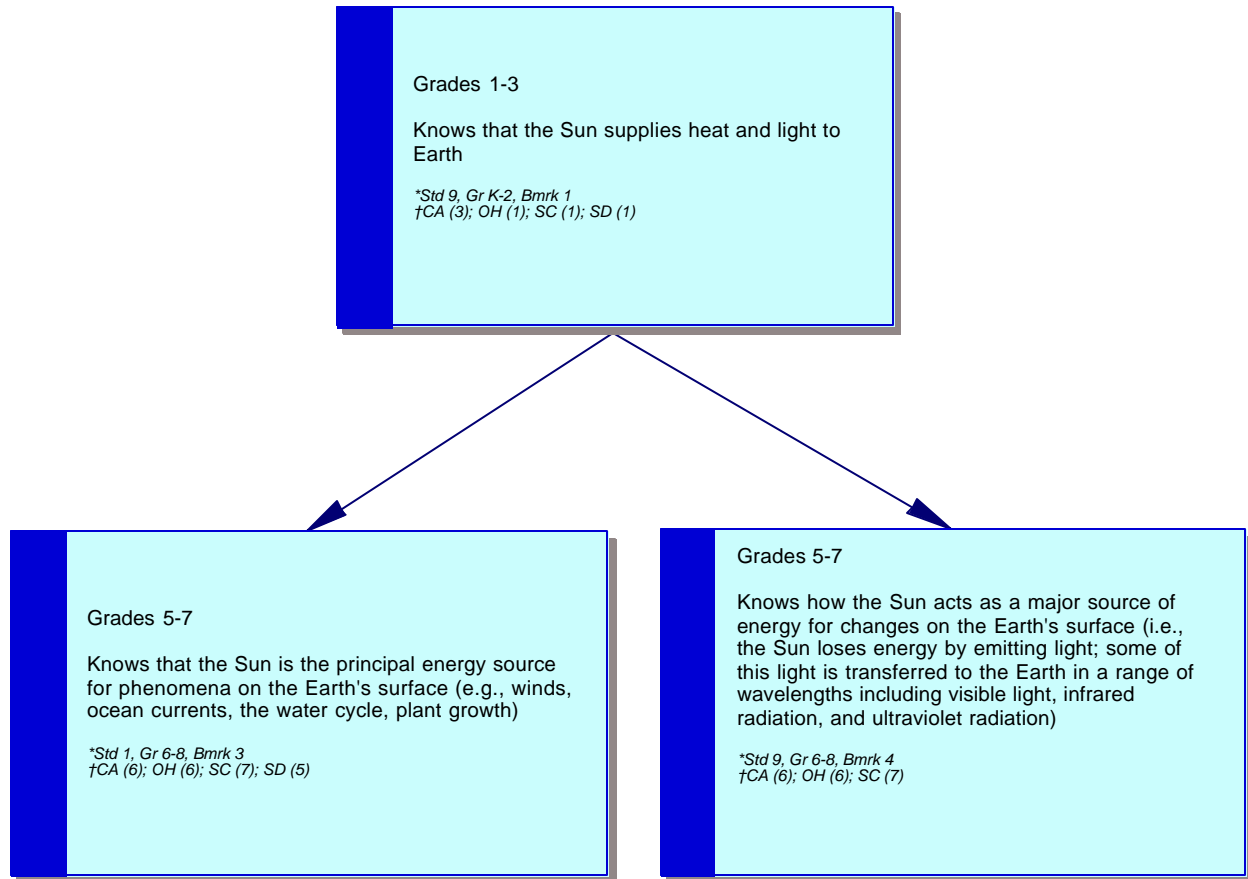 Grades 1-3
Knows that the Sun supplies heat and light to
Earth
*Std 9, Gr K-2, Bmrk 1
†CA (3); OH (1); SC (1); SD (1)
Grades 5-7
Knows that the Sun is the principal energy source
for phenomena on the Earth's surface (e.g., winds,
ocean currents, the water cycle, plant growth)
*Std 1, Gr 6-8, Bmrk 3
†CA (6); OH (6); SC (7); SD (5)
Grades 5-7
Knows how the Sun acts as a major source of
energy for changes on the Earth's surface (i.e.,
the Sun loses energy by emitting light; some of
this light is transferred to the Earth in a range of
wavelengths including visible light, infrared
radiation, and ultraviolet radiation)
*Std 9, Gr 6-8, Bmrk 4
†CA (6); OH (6); SC (7)